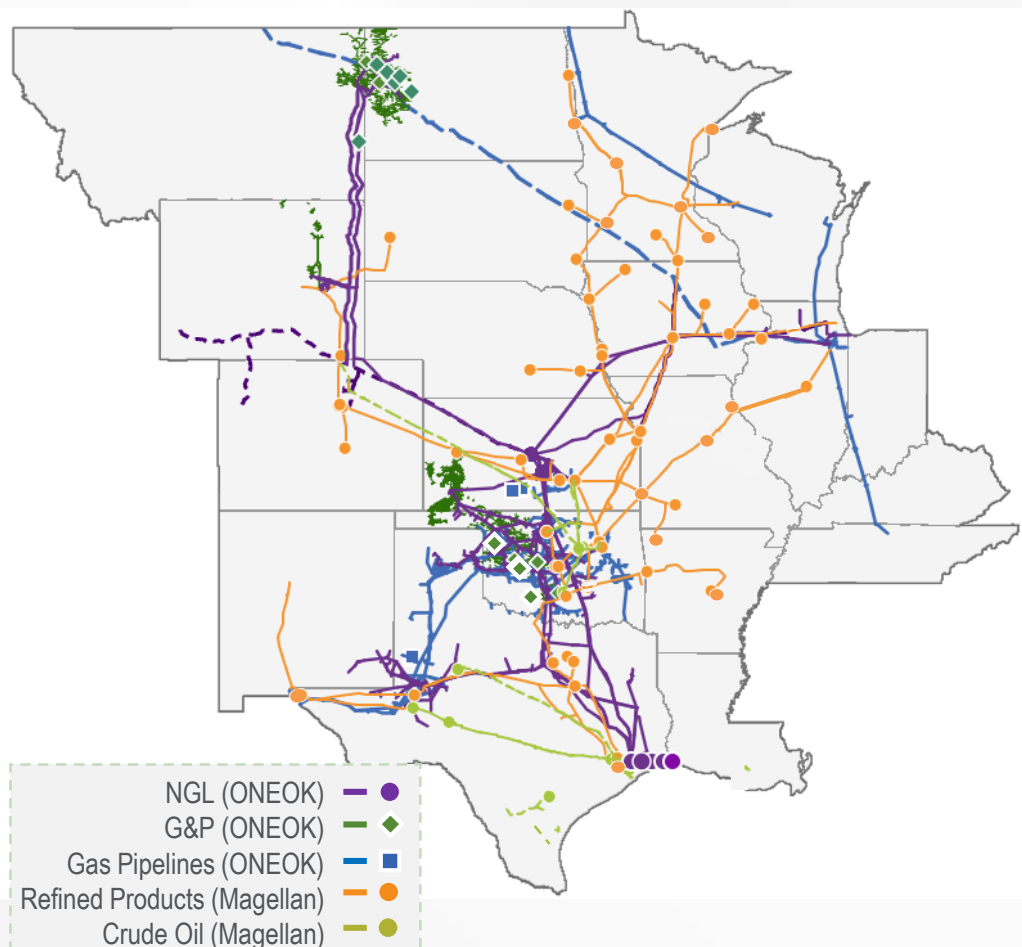 NGL (ONEOK)
G&P (ONEOK)
Gas Pipelines (ONEOK)
Refined Products (Magellan)
Crude Oil (Magellan)